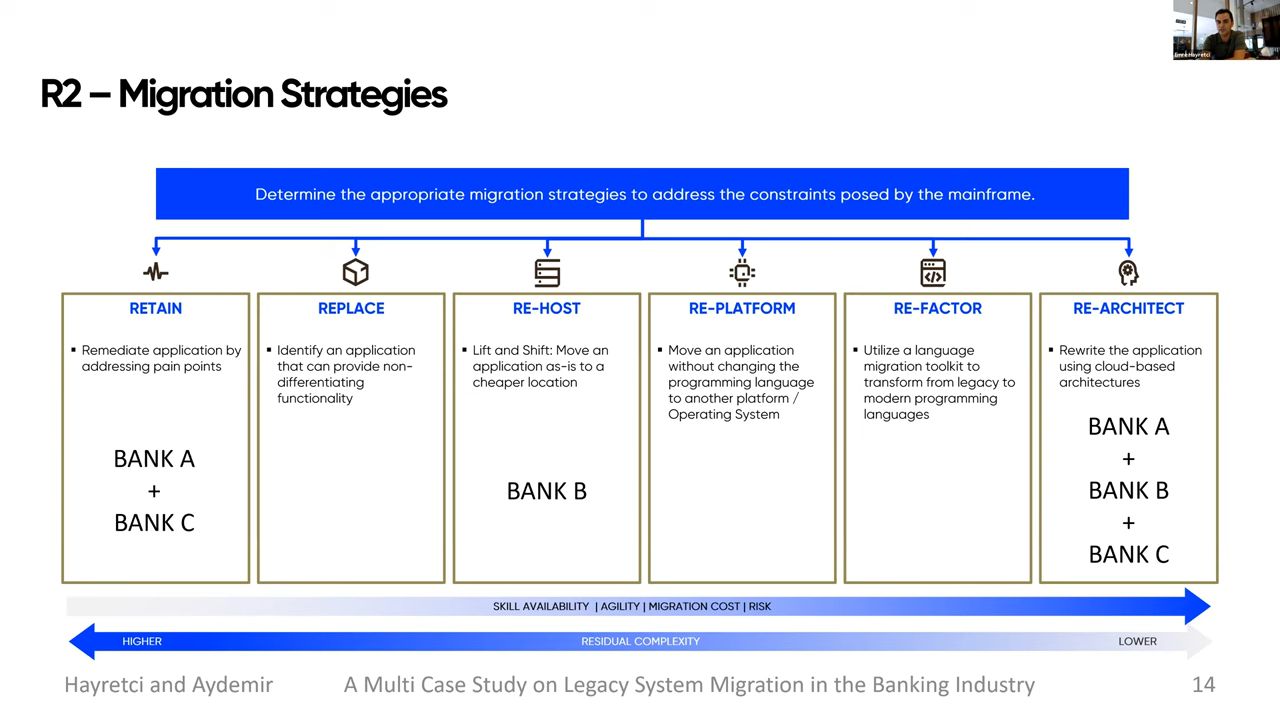 Emre Hayretci
R2 – Migration Strategies
Determine the appropriate migration strategies to address the constraints posed by the mainframe.
RETAIN
▪ Remediate application by
addressing pain points
BANK A
+
BANK C
REPLACE
▪ Identify an application
that can provide non-
differentiating
functionality
RE-HOST
▪ Lift and Shift: Move an
application as-is to a
cheaper location
BANK B
RE-PLATFORM
▪ Move an application
without changing the
programming language
to another platform /
Operating System
RE-FACTOR
▪ Utilize a language
migration toolkit to
transform from legacy to
modern programming
languages
RE-ARCHITECT
▪ Rewrite the application
using cloud-based
architectures
BANK A
+
BANK B
+
BANK C
SKILL AVAILABILITY | AGILITY | MIGRATION COST | RISK
HIGHER RESIDUAL COMPLEXITY LOWER
Hayretci and Aydemir A Multi Case Study on Legacy System Migration in the Banking Industry 14